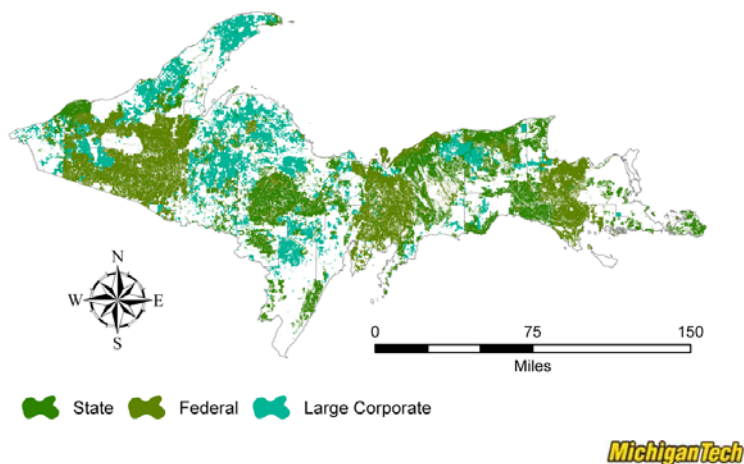 N
W E
S
0 75 150
Miles
State Federal Large Corporate
MichiganTech